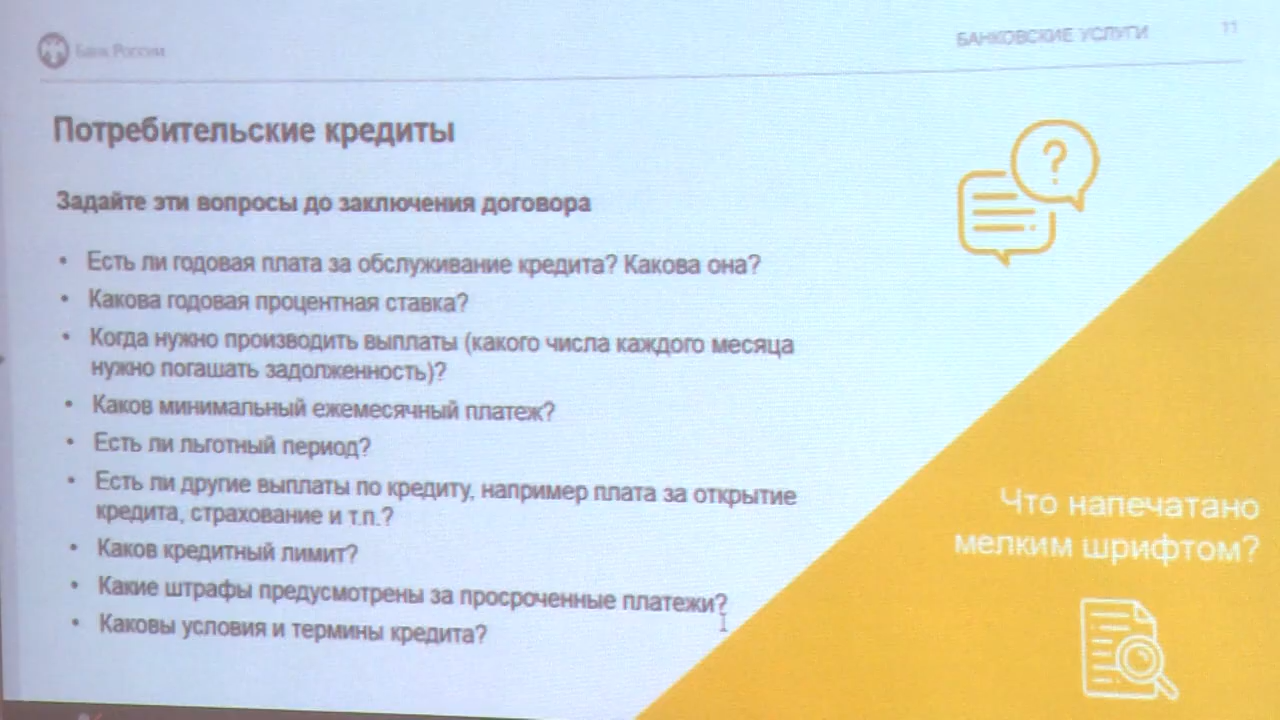 Банк России
БАНКОВСКИЕ УСЛУГИ
11
Потребительские кредиты
Задайте эти вопросы до заключения договора
• Есть ли годовая плата за обслуживание кредита? Какова она?
• Какова годовая процентная ставка?
• Когда нужно производить выплаты (какого числа каждого месяца
нужно погашать задолженность)?
• Каков минимальный ежемесячный платеж?
• Есть ли льготный период?
• Есть ли другие выплаты по кредиту, например плата за открытие
кредита, страхование и т.п.?
• Каков кредитный лимит?
• Какие штрафы предусмотрены за просроченные платежи?
• Каковы условия и термины кредита?
Что напечатано
мелким шрифтом?